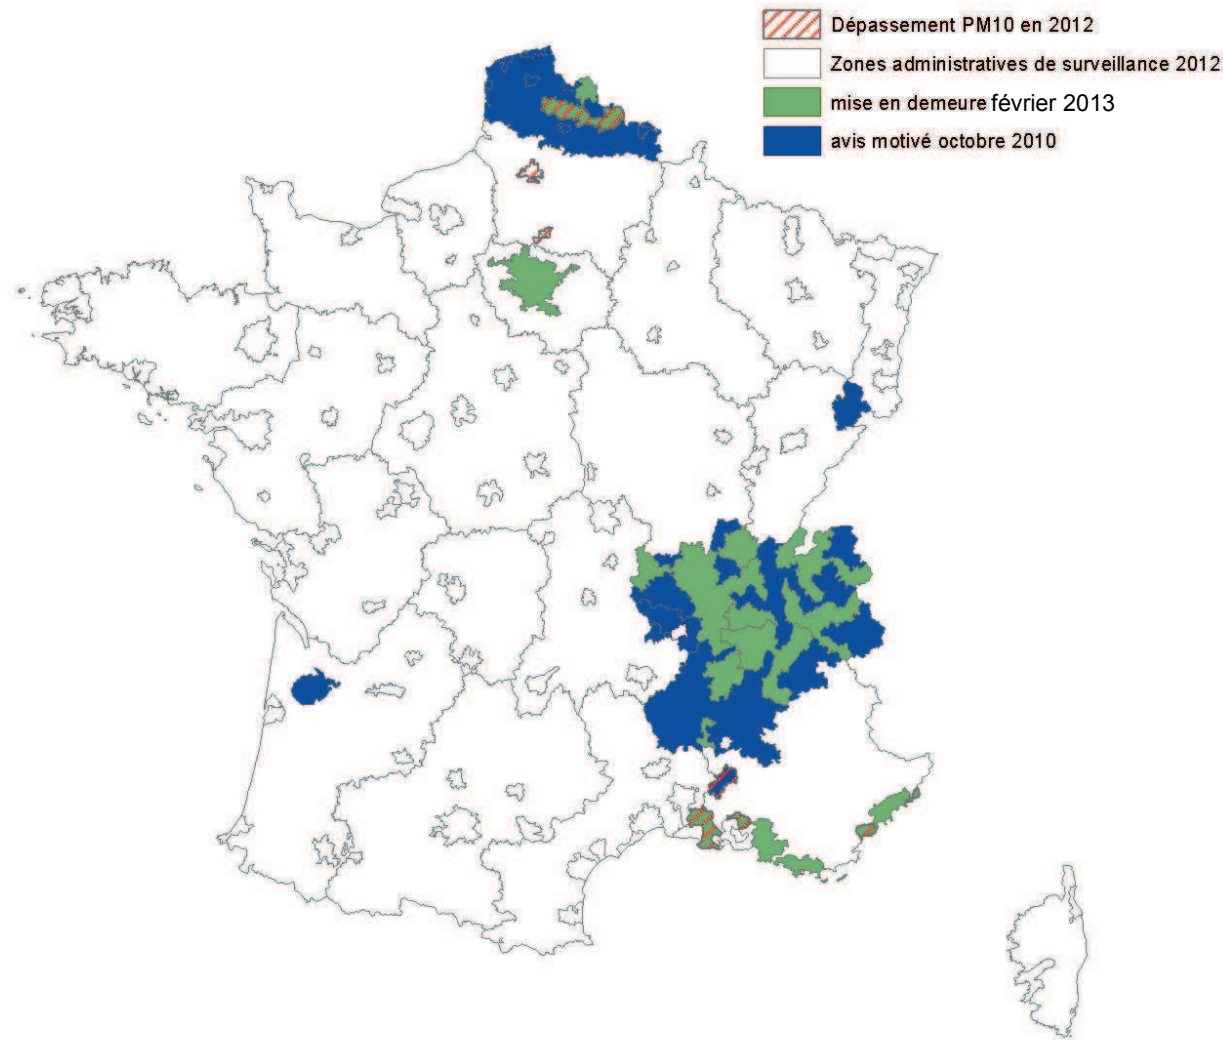 Dépassement PM10 en 2012
Zones administratives de surveillance 2012
mise en demeure février 2013
avis motivé octobre 2010